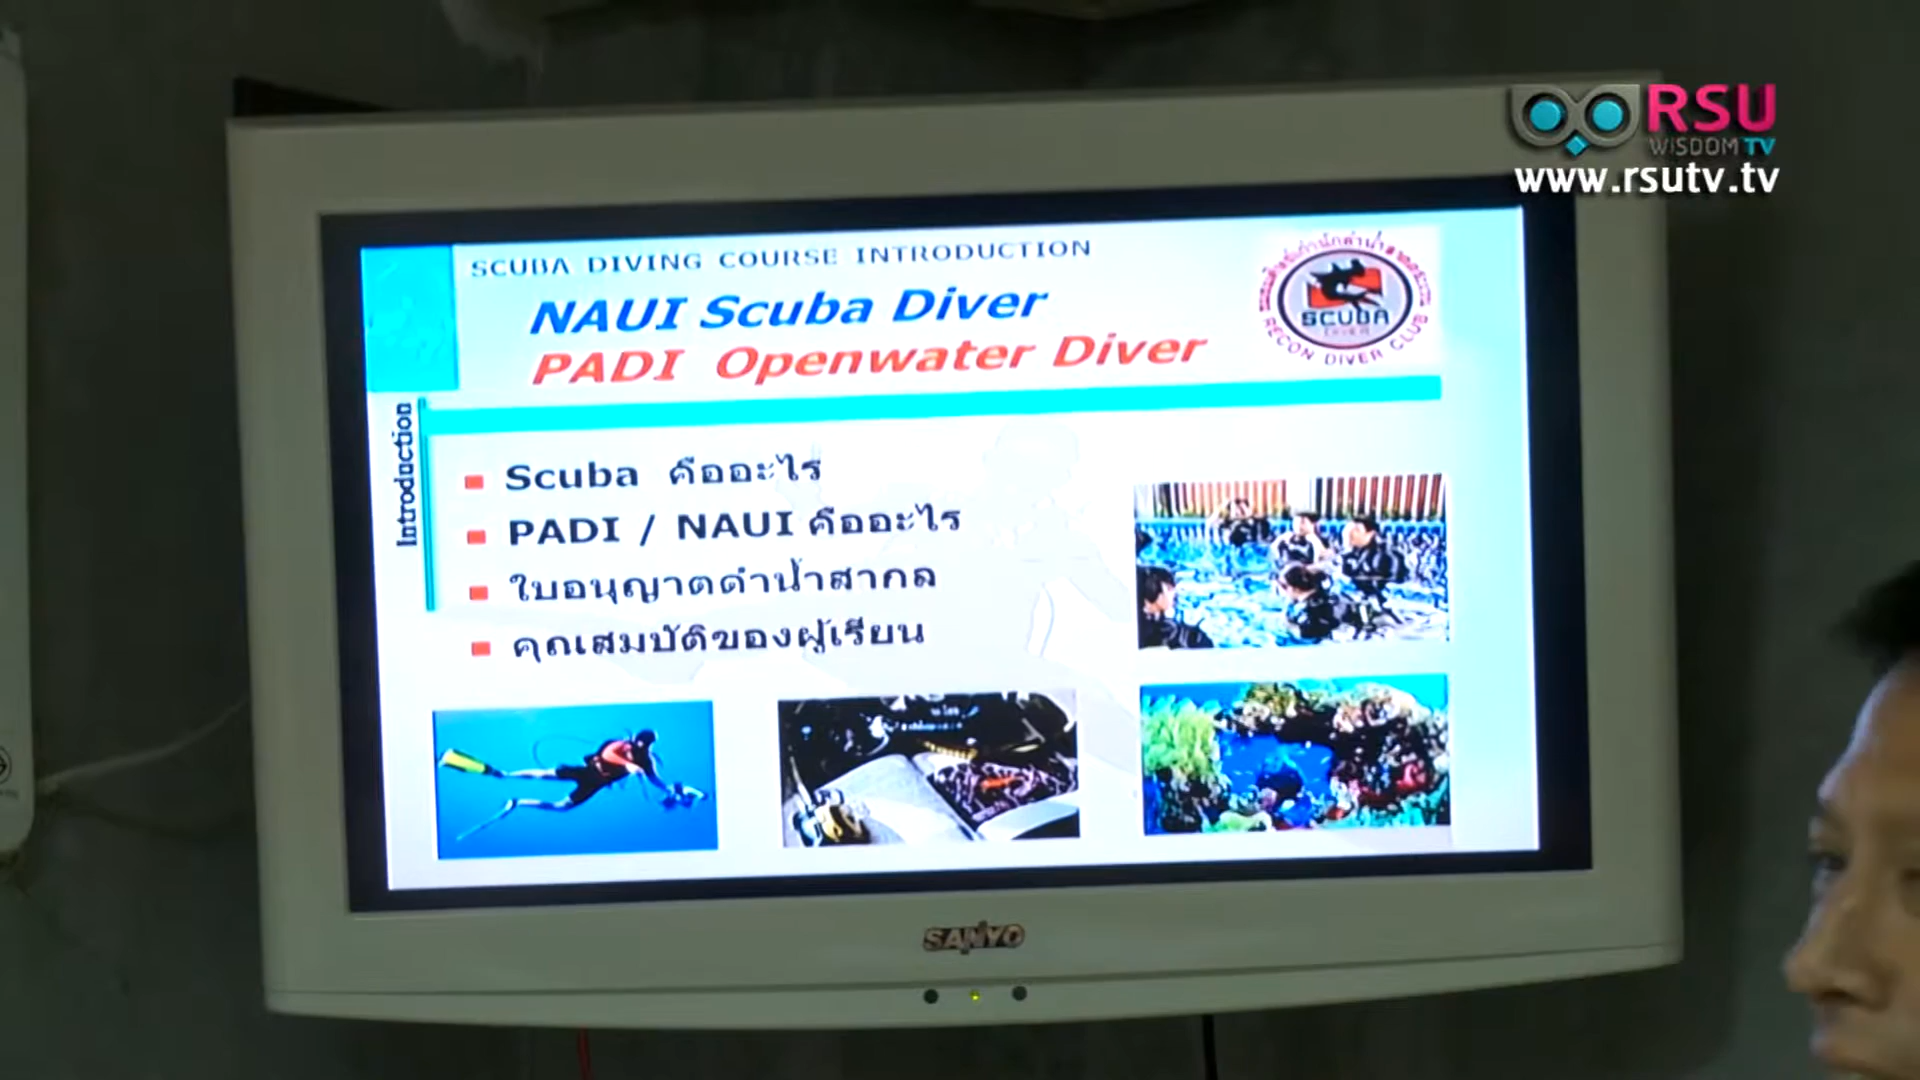 RSU
WISDOM TV
www.rsutv.tv
SCUBA DIVING COURSE INTRODUCTION
NAUI Scuba Diver
PADI Openwater Diver
SCUBA
DIVER
RECON DIVER CLUB
Introduction
Scuba คืออะไร
PADI / NAUI คืออะไร
ใบอนุญาตดำน้ำสากล
คุณสมบัติของผู้เรียน
SANYO